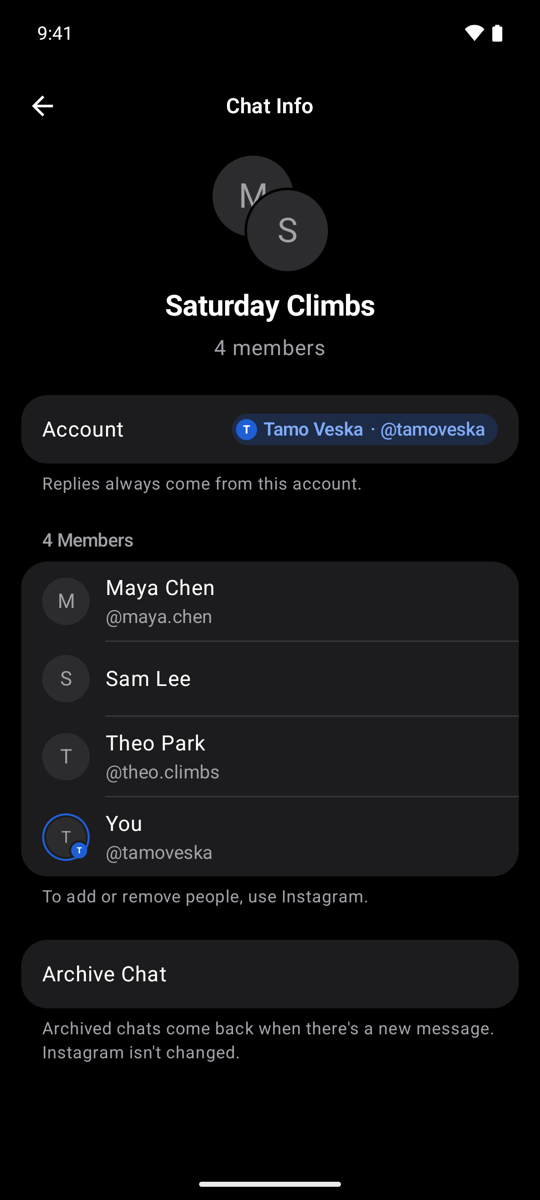 9:41
Chat Info
M
S
Saturday Climbs
4 members
Account
T Tamo Veska · @tamoveska
Replies always come from this account.
4 Members
M
Maya Chen
@maya.chen
S
Sam Lee
T
Theo Park
@theo.climbs
T
T
You
@tamoveska
To add or remove people, use Instagram.
Archive Chat
Archived chats come back when there's a new message.
Instagram isn't changed.